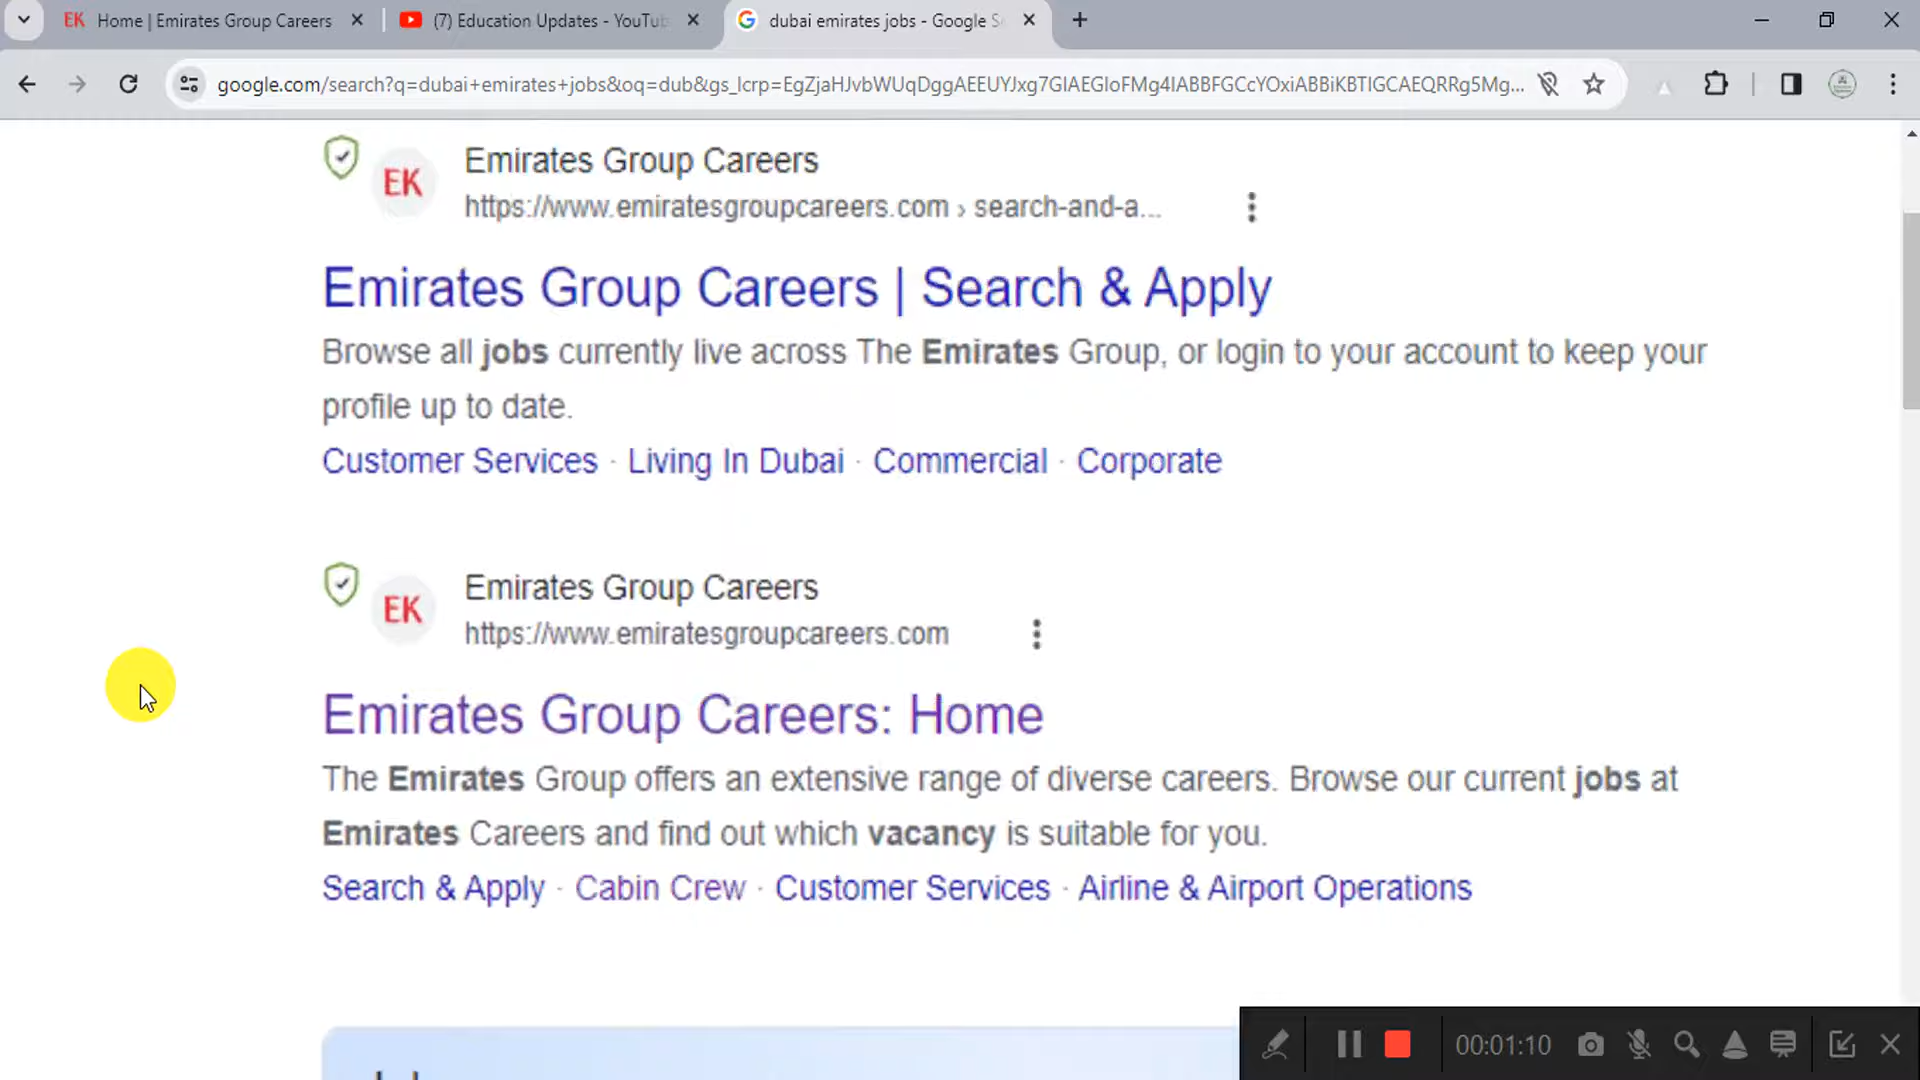 EK Home | Emirates Group Careers
(7) Education Updates - YouTub
dubai emirates jobs - Google S
google.com/search?q=dubai+emirates+jobs&oq=dub&gs_lcrp=EgZjaHJvbWUqDggAEEUYJxg7GIAEGIoFMg4IABBFGCcYOxiABBiKBTIGCAEQRRg5Mg...
Emirates Group Careers
EK
https://www.emiratesgroupcareers.com › search-and-a...
Emirates Group Careers | Search & Apply
Browse all jobs currently live across The Emirates Group, or login to your account to keep your
profile up to date.
Customer Services · Living In Dubai · Commercial · Corporate
Emirates Group Careers
EK
https://www.emiratesgroupcareers.com
Emirates Group Careers: Home
The Emirates Group offers an extensive range of diverse careers. Browse our current jobs at
Emirates Careers and find out which vacancy is suitable for you.
Search & Apply · Cabin Crew · Customer Services · Airline & Airport Operations
00:01:10